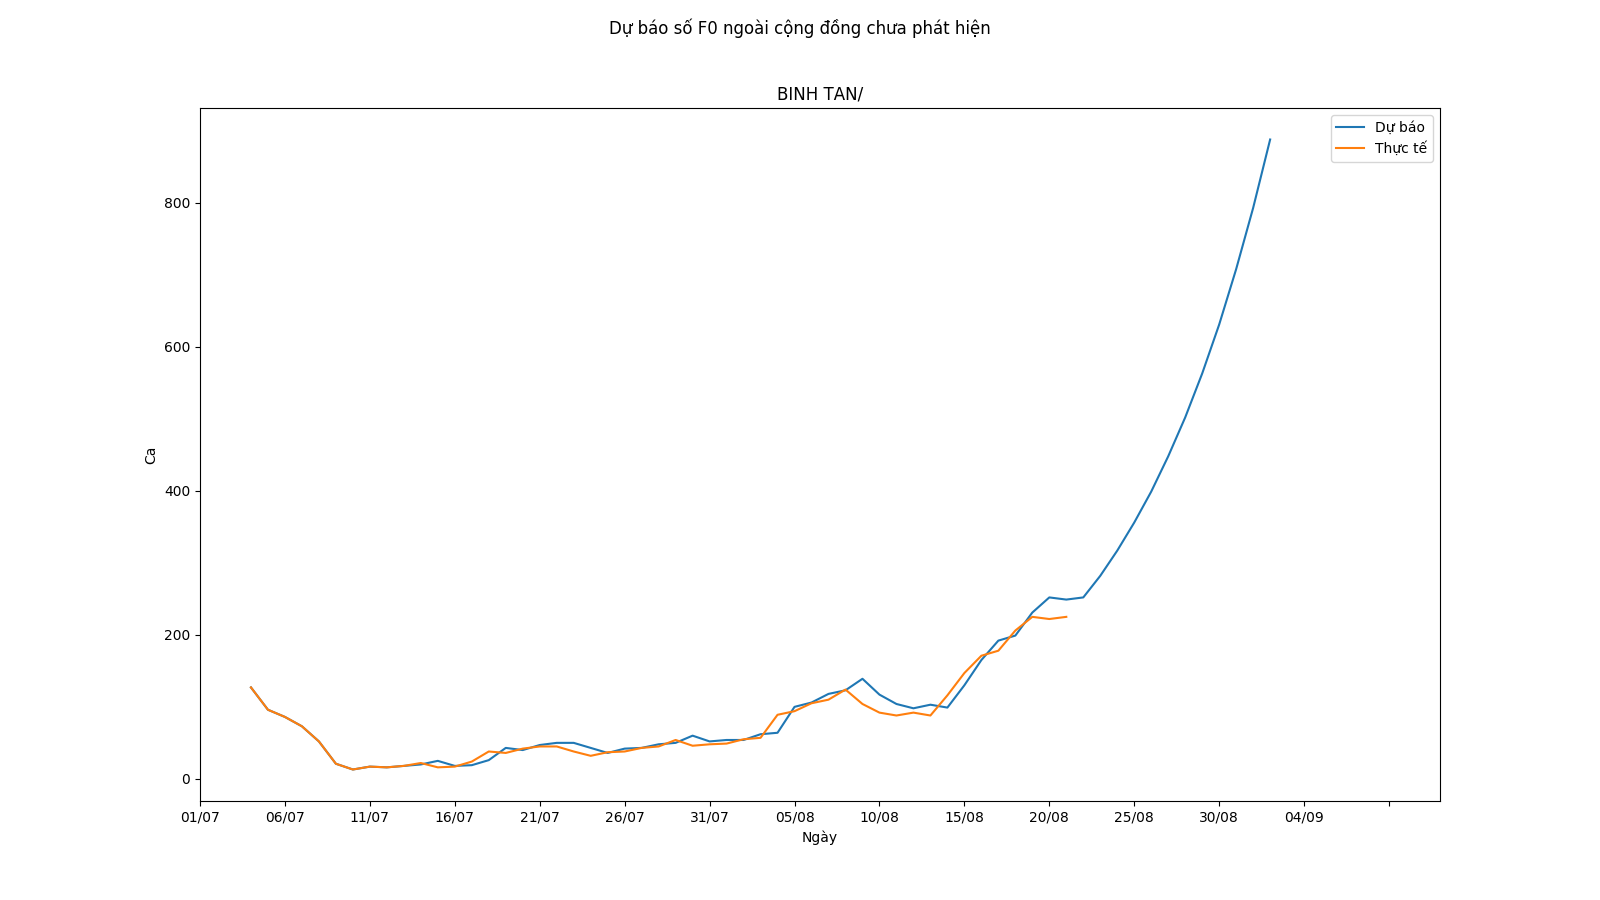 Dự báo số F0 ngoài cộng đồng chưa phát hiện
BINH TAN/
Dự báo
Thực tế
800
600
400
200
0
Ca
01/07 06/07 11/07 16/07 21/07 26/07 31/07 05/08 10/08 15/08 20/08 25/08 30/08 04/09
Ngày